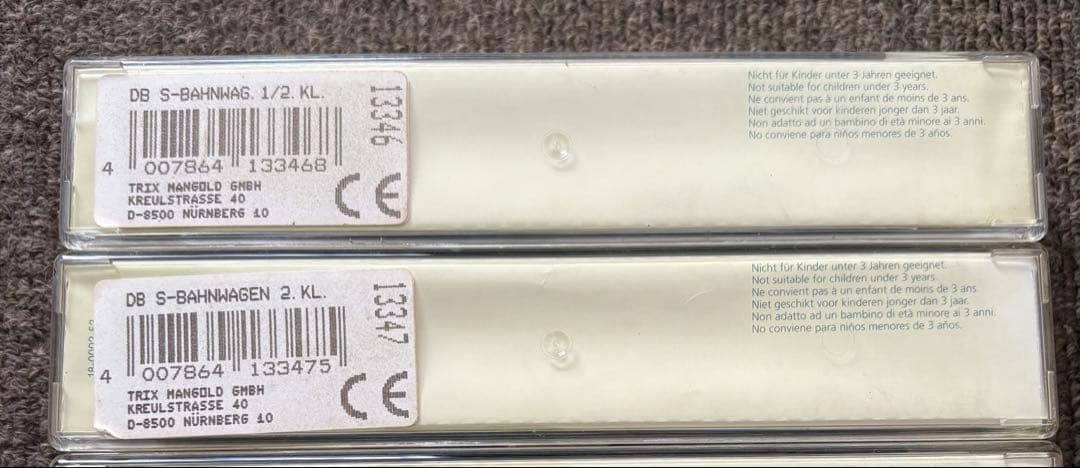 DB S-BAHNWAG. 1/2. KL.
13346
4 007864 133468
TRIX MANGOLD GMBH
KREULSTRASSE 40
D-8500 NÜRNBERG 10
CE
Nicht für Kinder unter 3 Jahren geeignet.
Not suitable for children under 3 years.
Ne convient pas à un enfant de moins de 3 ans.
Niet geschikt voor kinderen jonger dan 3 jaar.
Non adatto ad un bambino di età minore ai 3 anni.
No conviene para niños menores de 3 años.
DB S-BAHNWAGEN 2. KL.
13347
4 007864 133475
TRIX MANGOLD GMBH
KREULSTRASSE 40
D-8500 NÜRNBERG 10
CE
Nicht für Kinder unter 3 Jahren geeignet.
Not suitable for children under 3 years.
Ne convient pas à un enfant de moins de 3 ans.
Niet geschikt voor kinderen jonger dan 3 jaar.
Non adatto ad un bambino di età minore ai 3 anni.
No conviene para niños menores de 3 años.